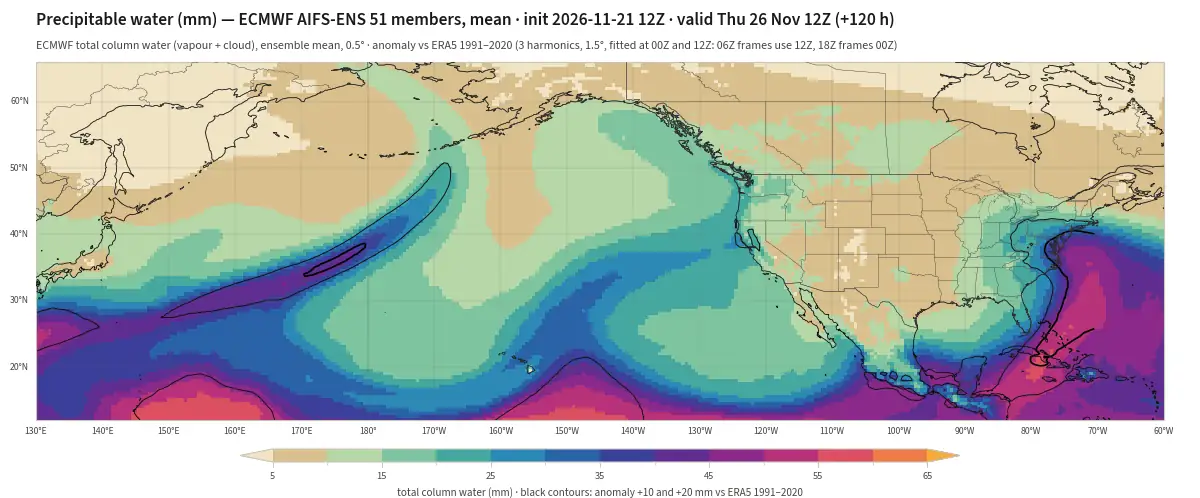 Precipitable water (mm) — ECMWF AIFS-ENS 51 members, mean · init 2026-11-21 12Z · valid Thu 26 Nov 12Z (+120 h)
ECMWF total column water (vapour + cloud), ensemble mean, 0.5° · anomaly vs ERA5 1991–2020 (3 harmonics, 1.5°, fitted at 00Z and 12Z: 06Z frames use 12Z, 18Z frames 00Z)
60°N
50°N
40°N
30°N
20°N
130°E 140°E 150°E 160°E 170°E 180° 170°W 160°W 150°W 140°W 130°W 120°W 110°W 100°W 90°W 80°W 70°W 60°W
5 15 25 35 45 55 65
total column water (mm) · black contours: anomaly +10 and +20 mm vs ERA5 1991–2020